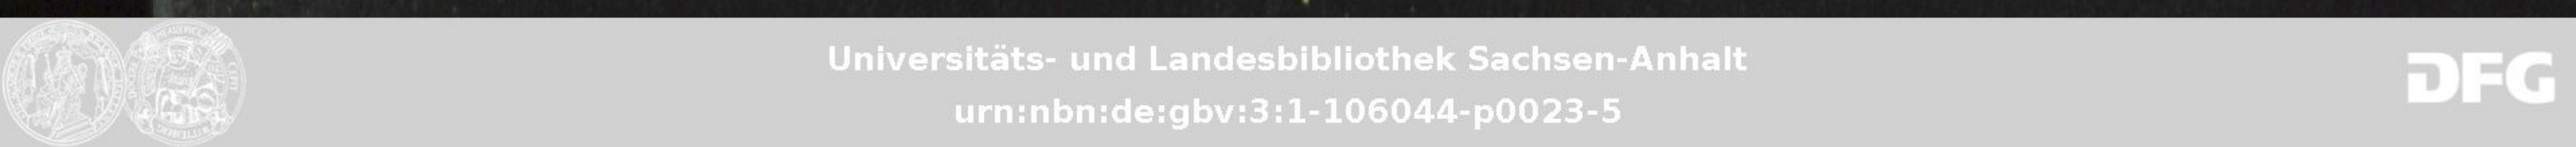 Universitäts- und Landesbibliothek Sachsen-Anhalt
urn:nbn:de:gbv:3:1-106044-p0023-5
DFG